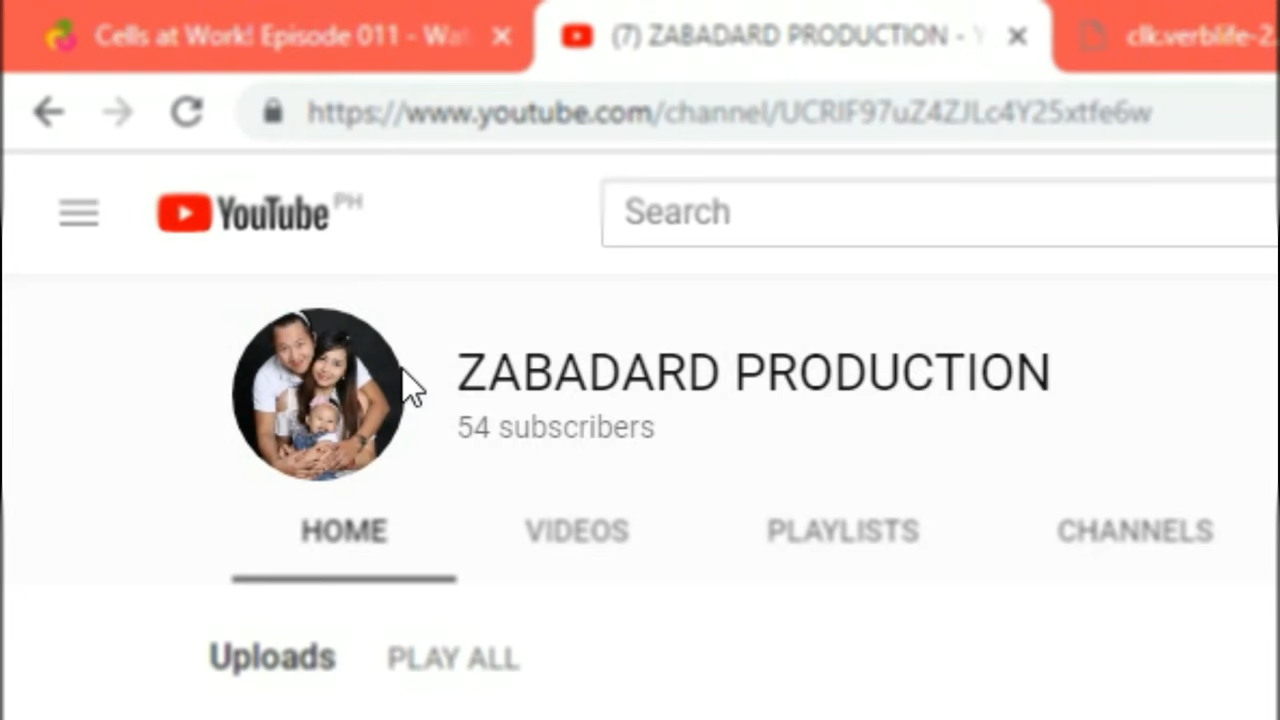 Cells at Work! Episode 011 - Wa
(7) ZABADARD PRODUCTION - Y
clk.verblife-2.
https://www.youtube.com/channel/UCRIF97uZ4ZJLc4Y25xtfe6w
YouTube PH
Search
ZABADARD PRODUCTION
54 subscribers
HOME VIDEOS PLAYLISTS CHANNELS
Uploads PLAY ALL